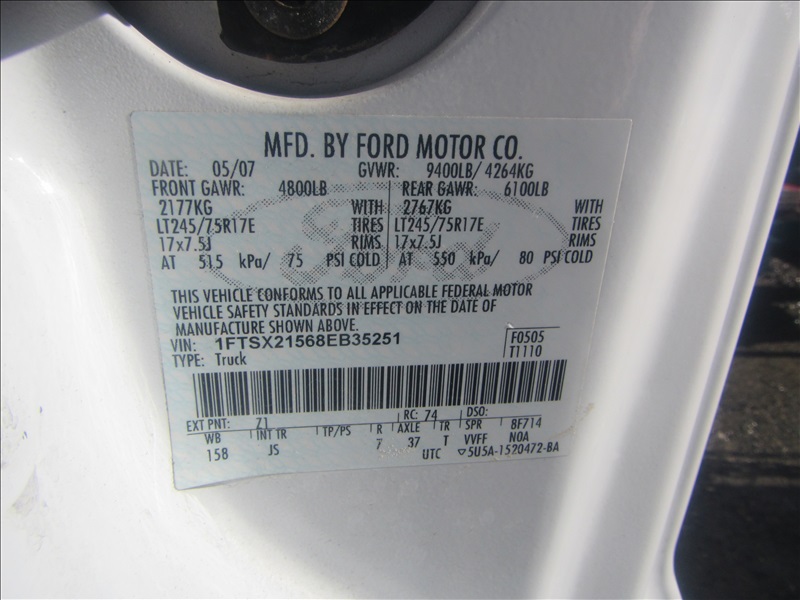 MFD. BY FORD MOTOR CO.
DATE: 05/07 GVWR: 9400LB/ 4264KG
FRONT GAWR: 4800LB REAR GAWR: 6100LB
2177KG WITH 2767KG WITH
LT245/75R17E TIRES LT245/75R17E TIRES
17x7.5J RIMS 17x7.5J RIMS
AT 515 kPa/ 75 PSI COLD AT 550 kPa/ 80 PSI COLD
Ford
THIS VEHICLE CONFORMS TO ALL APPLICABLE FEDERAL MOTOR
VEHICLE SAFETY STANDARDS IN EFFECT ON THE DATE OF
MANUFACTURE SHOWN ABOVE.
VIN: 1FTSX21568EB35251 F0505
TYPE: Truck T1110
EXT PNT: Z1 RC: 74 DSO:
WB INT TR TP/PS R AXLE TR SPR 8F714
158 JS 7 37 T VVFF NOA
UTC ▽5U5A-1520472-BA